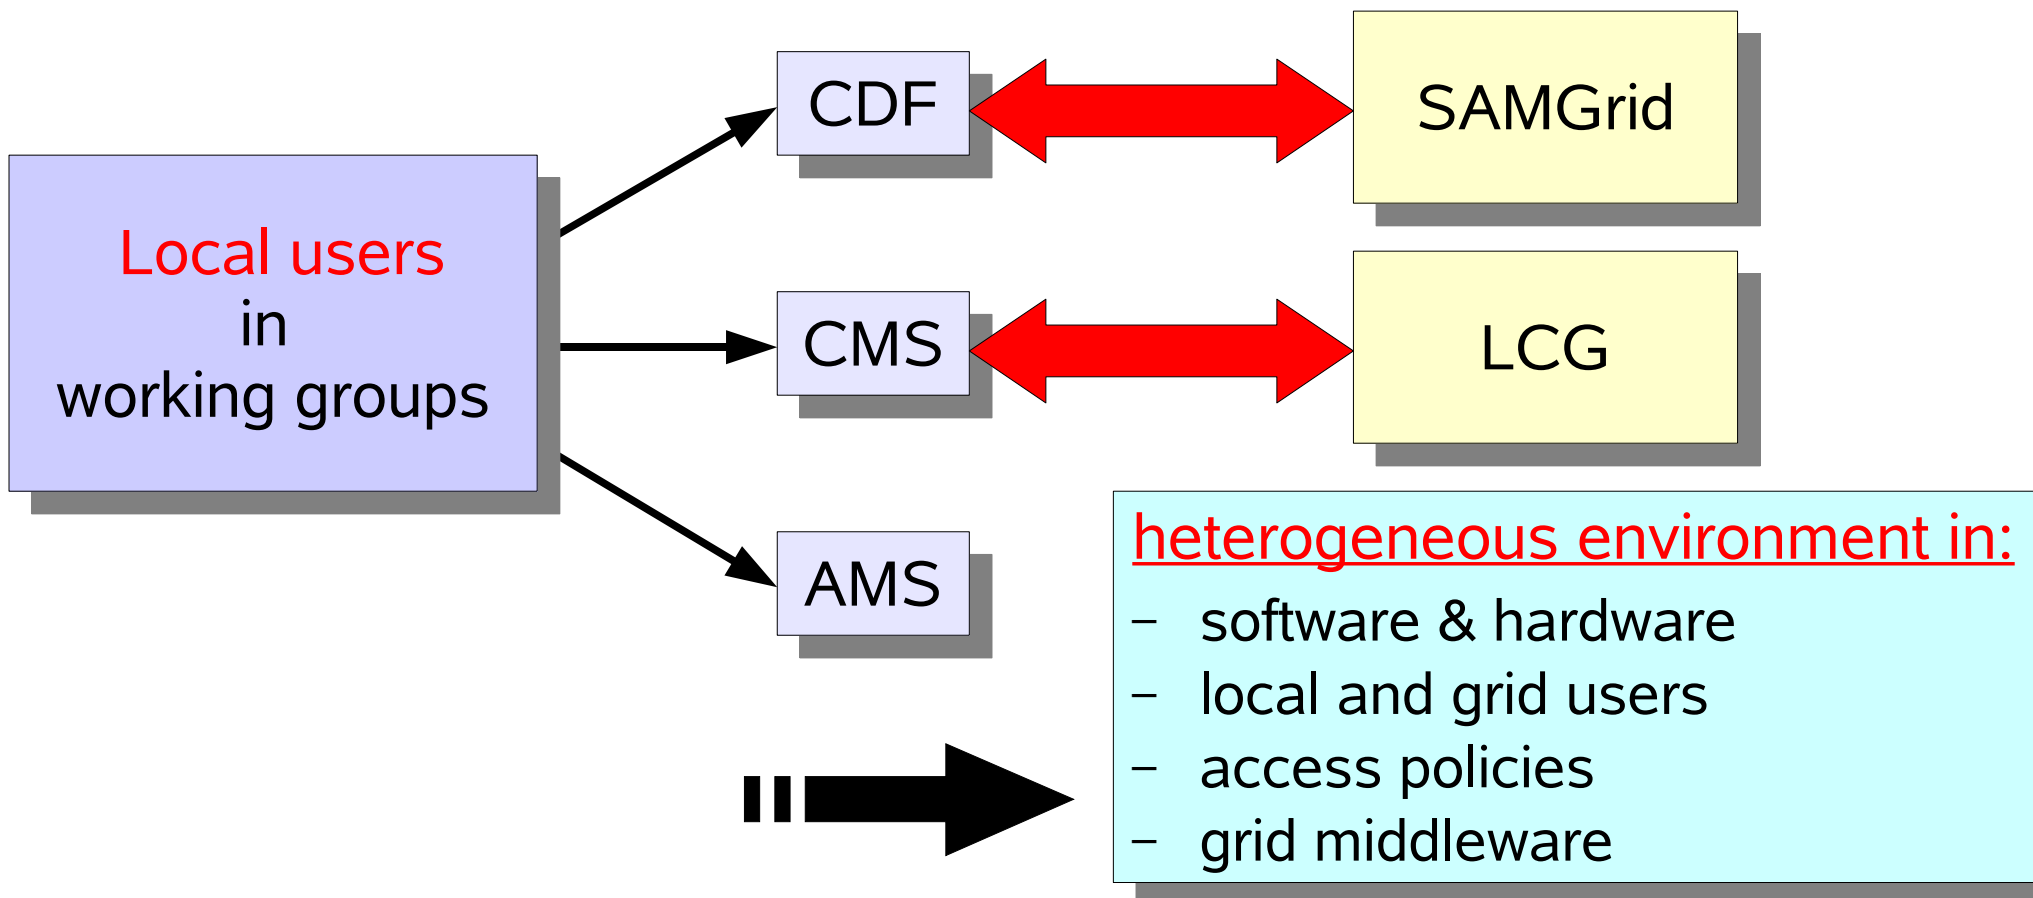 CDF
SAMGrid
Local users
in
working groups
CMS
LCG
AMS
heterogeneous environment in:
– software & hardware
– local and grid users
– access policies
– grid middleware